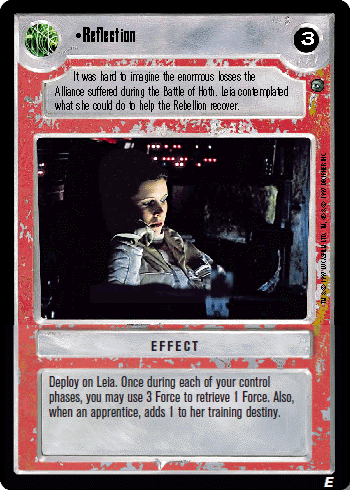 •Reflection
3
It was hard to imagine the enormous losses the
Alliance suffered during the Battle of Hoth. Leia contemplated
what she could do to help the Rebellion recover.
EFFECT
Deploy on Leia. Once during each of your control
phases, you may use 3 Force to retrieve 1 Force. Also,
when an apprentice, adds 1 to her training destiny.
E